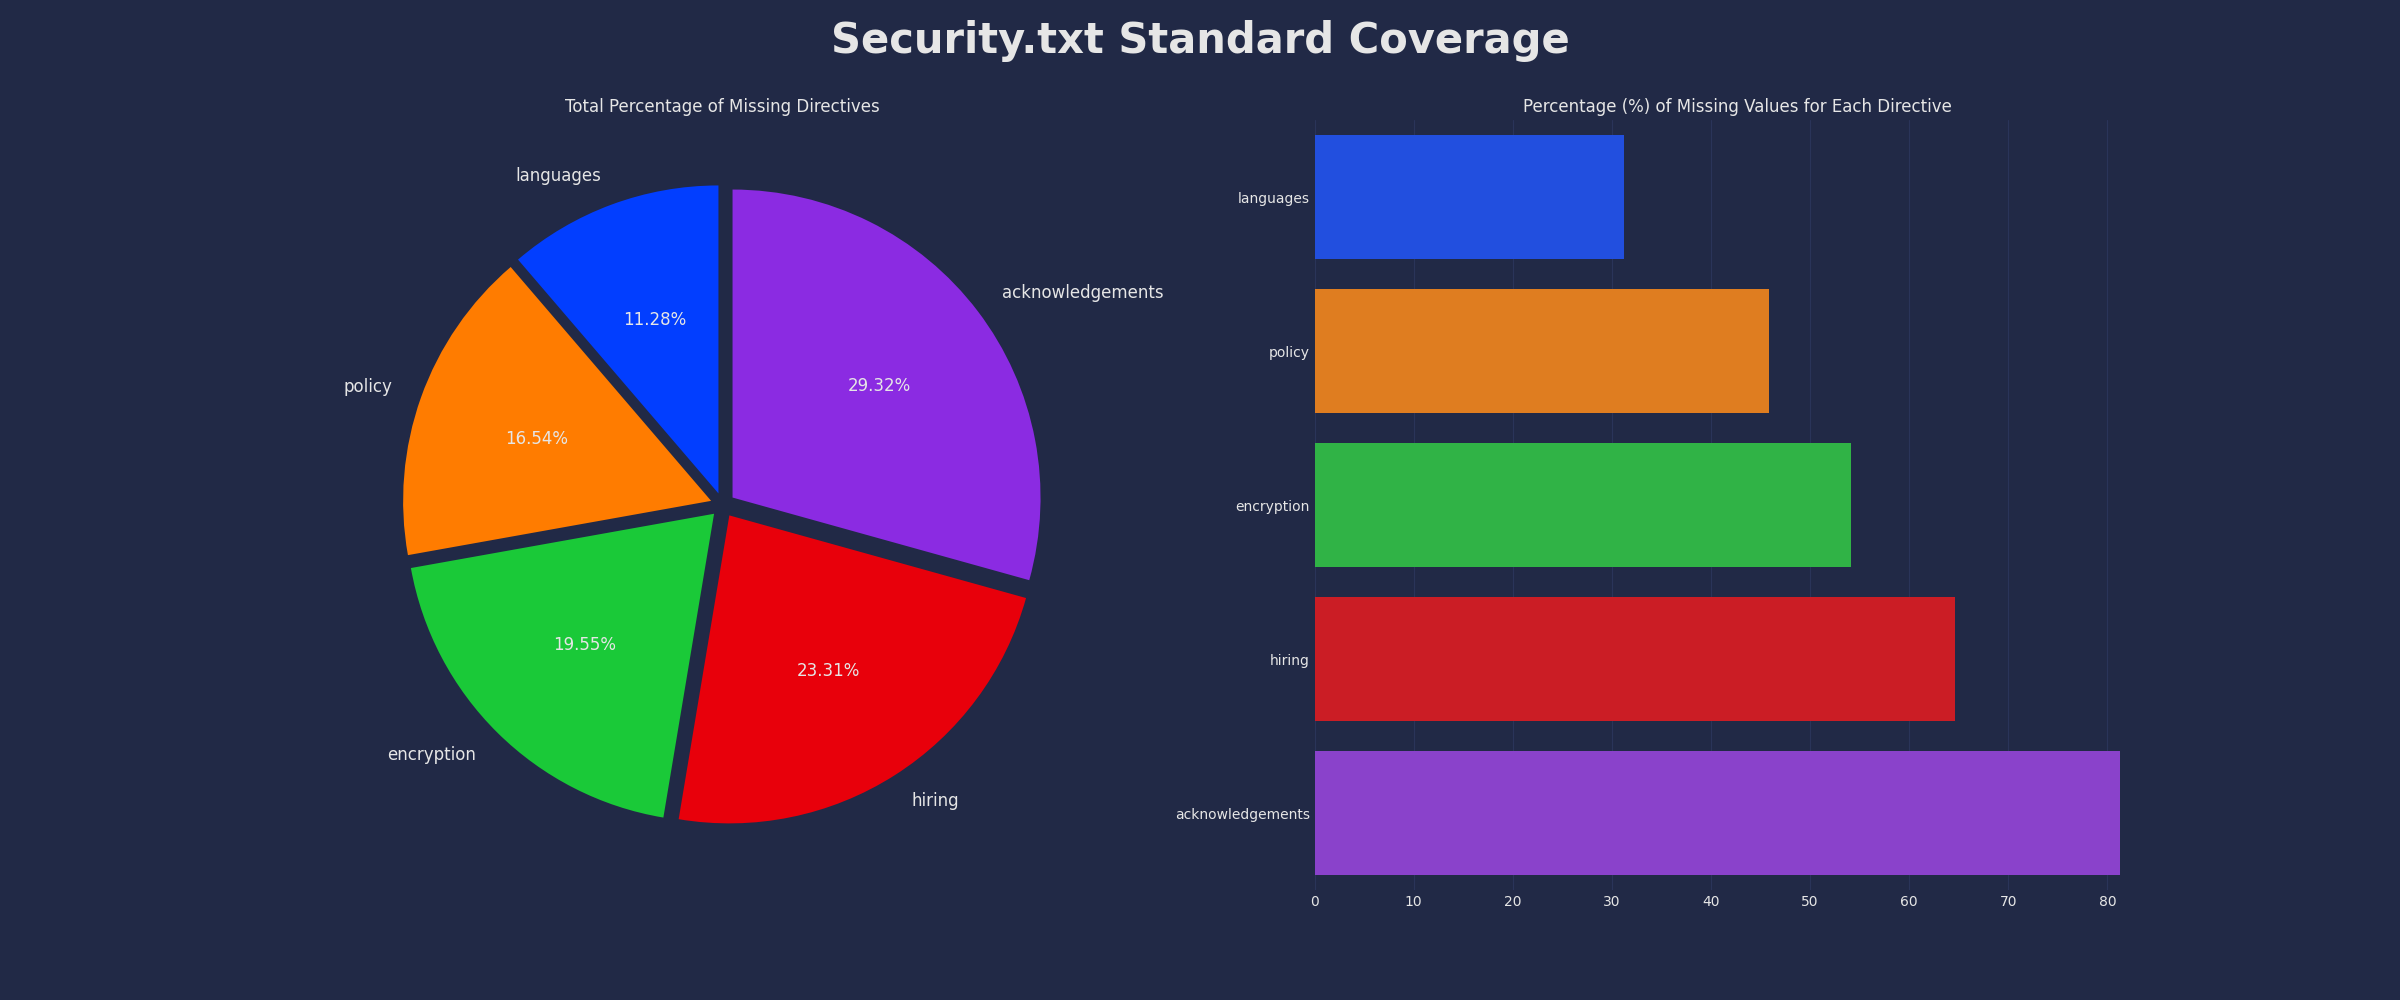 Security.txt Standard Coverage
Total Percentage of Missing Directives
languages
acknowledgements
11.28%
policy
29.32%
16.54%
19.55%
23.31%
encryption
hiring
Percentage (%) of Missing Values for Each Directive
languages
policy
encryption
hiring
acknowledgements
0 10 20 30 40 50 60 70 80